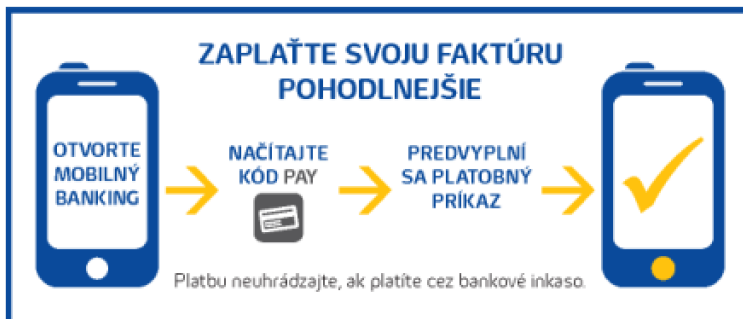 ZAPLAŤTE SVOJU FAKTÚRU
POHODLNEJŠIE
OTVORTE
MOBILNÝ
BANKING
NAČÍTAJTE
KÓD PAY
PREDVYPLNÍ
SA PLATOBNÝ
PRÍKAZ
Platbu neuhrádzajte, ak platíte cez bankové inkaso.